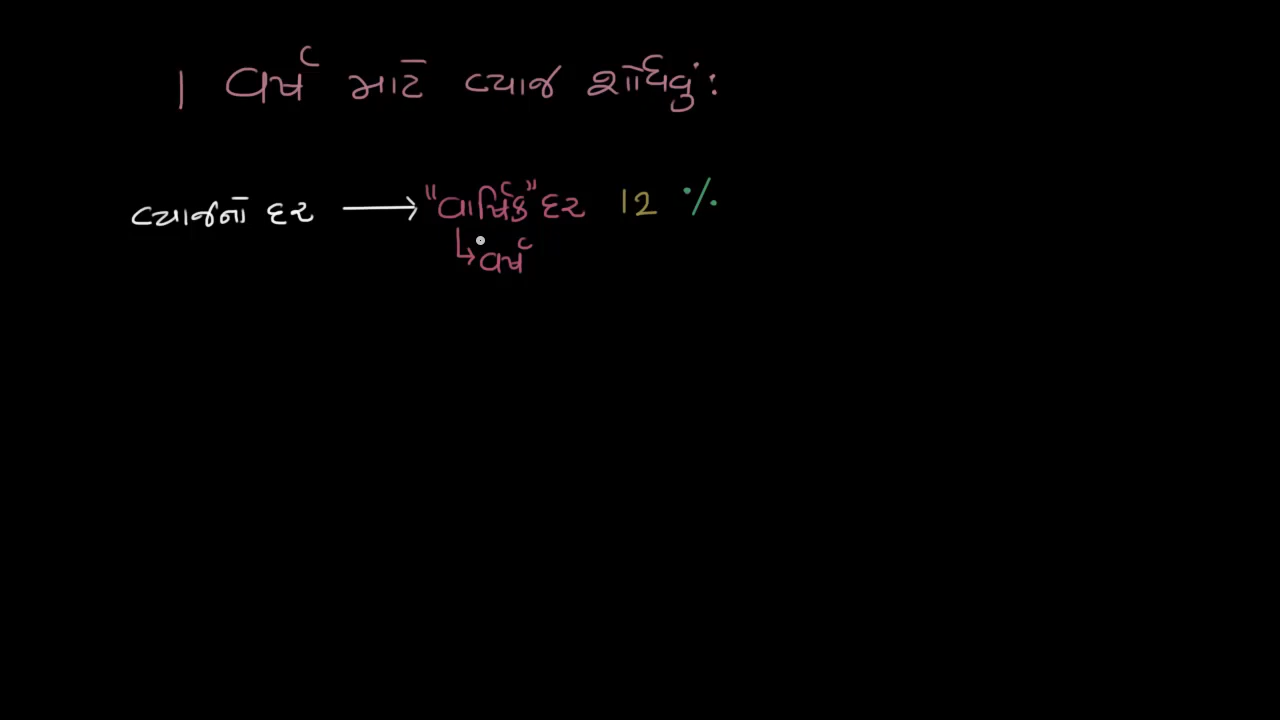 1 વર્ષ માટે વ્યાજ શોધવું:
વ્યાજનો દર ⟶ "વાર્ષિક" દર 12 %
↳ વર્ષ